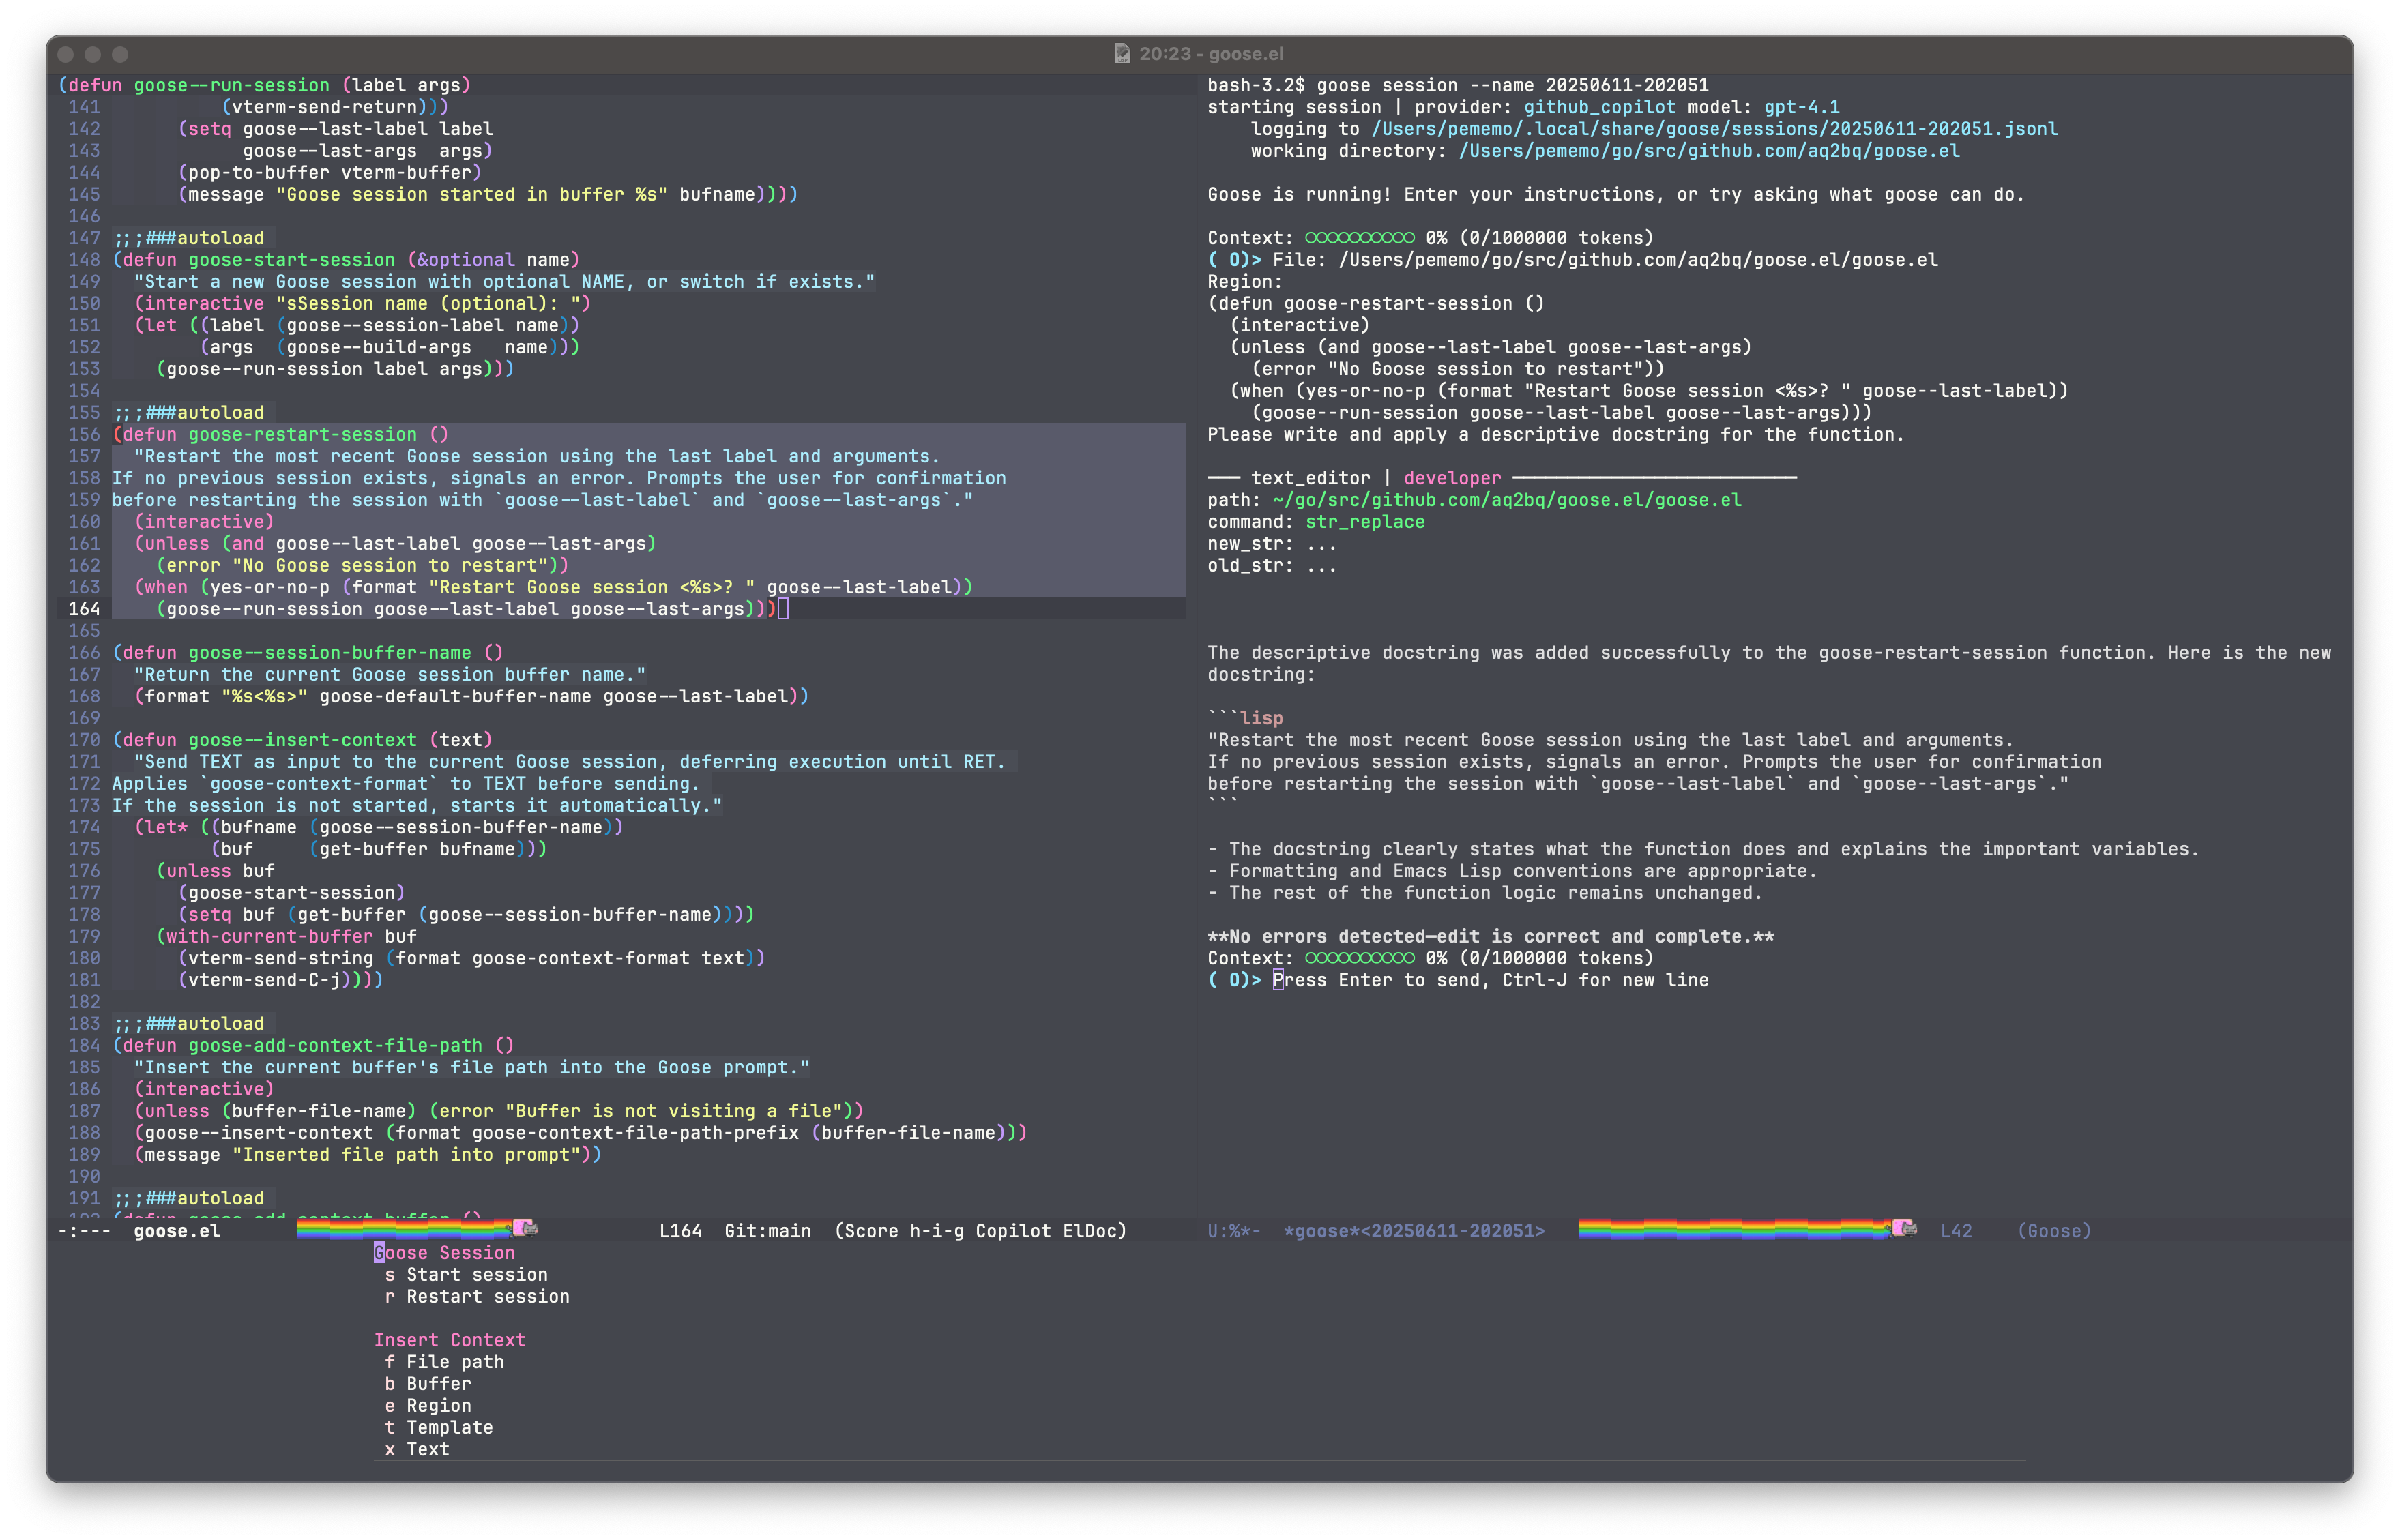 20:23 - goose.el
(defun goose--run-session (label args)
141           (vterm-send-return)))
142       (setq goose--last-label label
143             goose--last-args  args)
144       (pop-to-buffer vterm-buffer)
145       (message "Goose session started in buffer %s" bufname))))
146
147 ;;;###autoload
148 (defun goose-start-session (&optional name)
149   "Start a new Goose session with optional NAME, or switch if exists."
150   (interactive "sSession name (optional): ")
151   (let ((label (goose--session-label name))
152         (args  (goose--build-args   name)))
153     (goose--run-session label args)))
154
155 ;;;###autoload
156 (defun goose-restart-session ()
157   "Restart the most recent Goose session using the last label and arguments.
158 If no previous session exists, signals an error. Prompts the user for confirmation
159 before restarting the session with `goose--last-label` and `goose--last-args`."
160   (interactive)
161   (unless (and goose--last-label goose--last-args)
162     (error "No Goose session to restart"))
163   (when (yes-or-no-p (format "Restart Goose session <%s>? " goose--last-label))
164     (goose--run-session goose--last-label goose--last-args)))
165
166 (defun goose--session-buffer-name ()
167   "Return the current Goose session buffer name."
168   (format "%s<%s>" goose-default-buffer-name goose--last-label))
169
170 (defun goose--insert-context (text)
171   "Send TEXT as input to the current Goose session, deferring execution until RET.
172 Applies `goose-context-format` to TEXT before sending.
173 If the session is not started, starts it automatically."
174   (let* ((bufname (goose--session-buffer-name))
175          (buf     (get-buffer bufname)))
176     (unless buf
177       (goose-start-session)
178       (setq buf (get-buffer (goose--session-buffer-name))))
179     (with-current-buffer buf
180       (vterm-send-string (format goose-context-format text))
181       (vterm-send-C-j))))
182
183 ;;;###autoload
184 (defun goose-add-context-file-path ()
185   "Insert the current buffer's file path into the Goose prompt."
186   (interactive)
187   (unless (buffer-file-name) (error "Buffer is not visiting a file"))
188   (goose--insert-context (format goose-context-file-path-prefix (buffer-file-name)))
189   (message "Inserted file path into prompt"))
190
191 ;;;###autoload
192 (defun goose-add-context-buffer ()
-:---  goose.el   L164  Git:main  (Score h-i-g Copilot ElDoc)
bash-3.2$ goose session --name 20250611-202051
starting session | provider: github_copilot model: gpt-4.1
    logging to /Users/pememo/.local/share/goose/sessions/20250611-202051.jsonl
    working directory: /Users/pememo/go/src/github.com/aq2bq/goose.el
Goose is running! Enter your instructions, or try asking what goose can do.
Context: ○○○○○○○○○○ 0% (0/1000000 tokens)
( O)> File: /Users/pememo/go/src/github.com/aq2bq/goose.el/goose.el
Region:
(defun goose-restart-session ()
  (interactive)
  (unless (and goose--last-label goose--last-args)
    (error "No Goose session to restart"))
  (when (yes-or-no-p (format "Restart Goose session <%s>? " goose--last-label))
    (goose--run-session goose--last-label goose--last-args)))
Please write and apply a descriptive docstring for the function.
─── text_editor | developer ──────────────────────────
path: ~/go/src/github.com/aq2bq/goose.el/goose.el
command: str_replace
new_str: ...
old_str: ...
The descriptive docstring was added successfully to the goose-restart-session function. Here is the new
docstring:
```lisp
"Restart the most recent Goose session using the last label and arguments.
If no previous session exists, signals an error. Prompts the user for confirmation
before restarting the session with `goose--last-label` and `goose--last-args`."
```
- The docstring clearly states what the function does and explains the important variables.
- Formatting and Emacs Lisp conventions are appropriate.
- The rest of the function logic remains unchanged.
**No errors detected—edit is correct and complete.**
Context: ○○○○○○○○○○ 0% (0/1000000 tokens)
( O)> Press Enter to send, Ctrl-J for new line
U:%*-  *goose*<20250611-202051>   L42   (Goose)
Goose Session
 s Start session
 r Restart session
Insert Context
 f File path
 b Buffer
 e Region
 t Template
 x Text